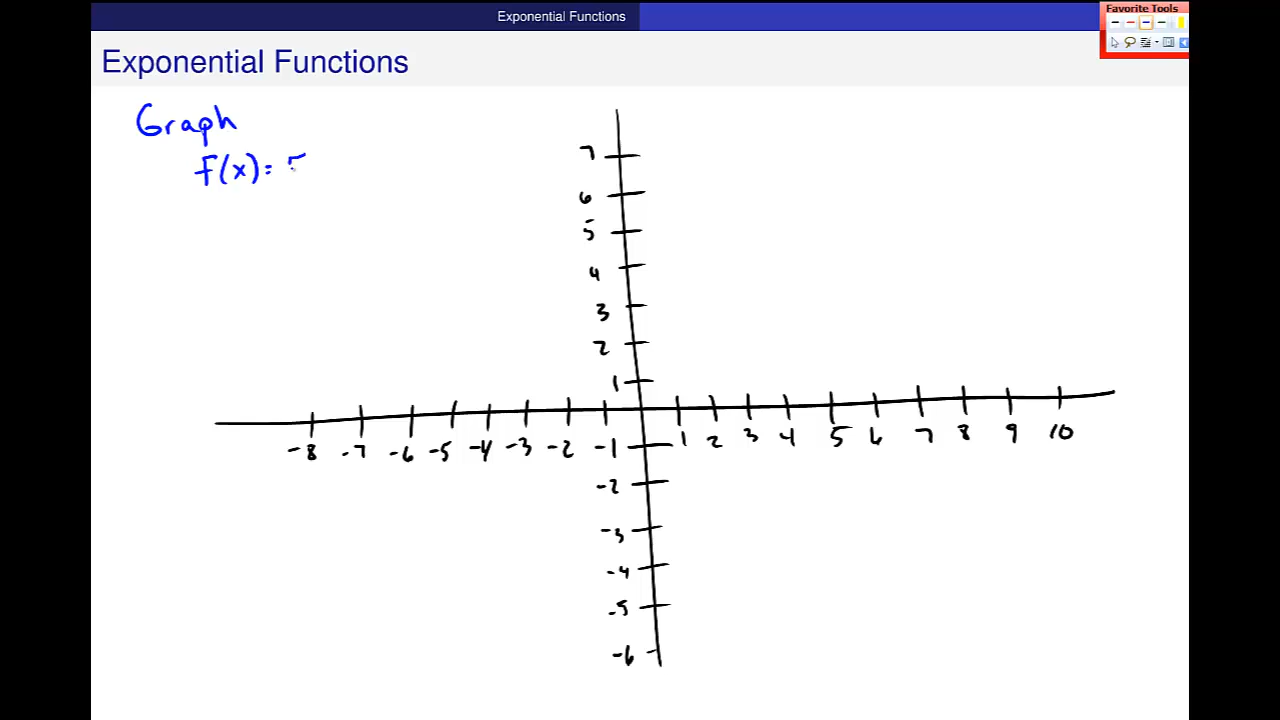 Exponential Functions
Favorite Tools
Exponential Functions
Graph
f(x)=
7
6
5
4
3
2
1
-8 -7 -6 -5 -4 -3 -2 -1 1 2 3 4 5 6 7 8 9 10
-2
-3
-4
-5
-6